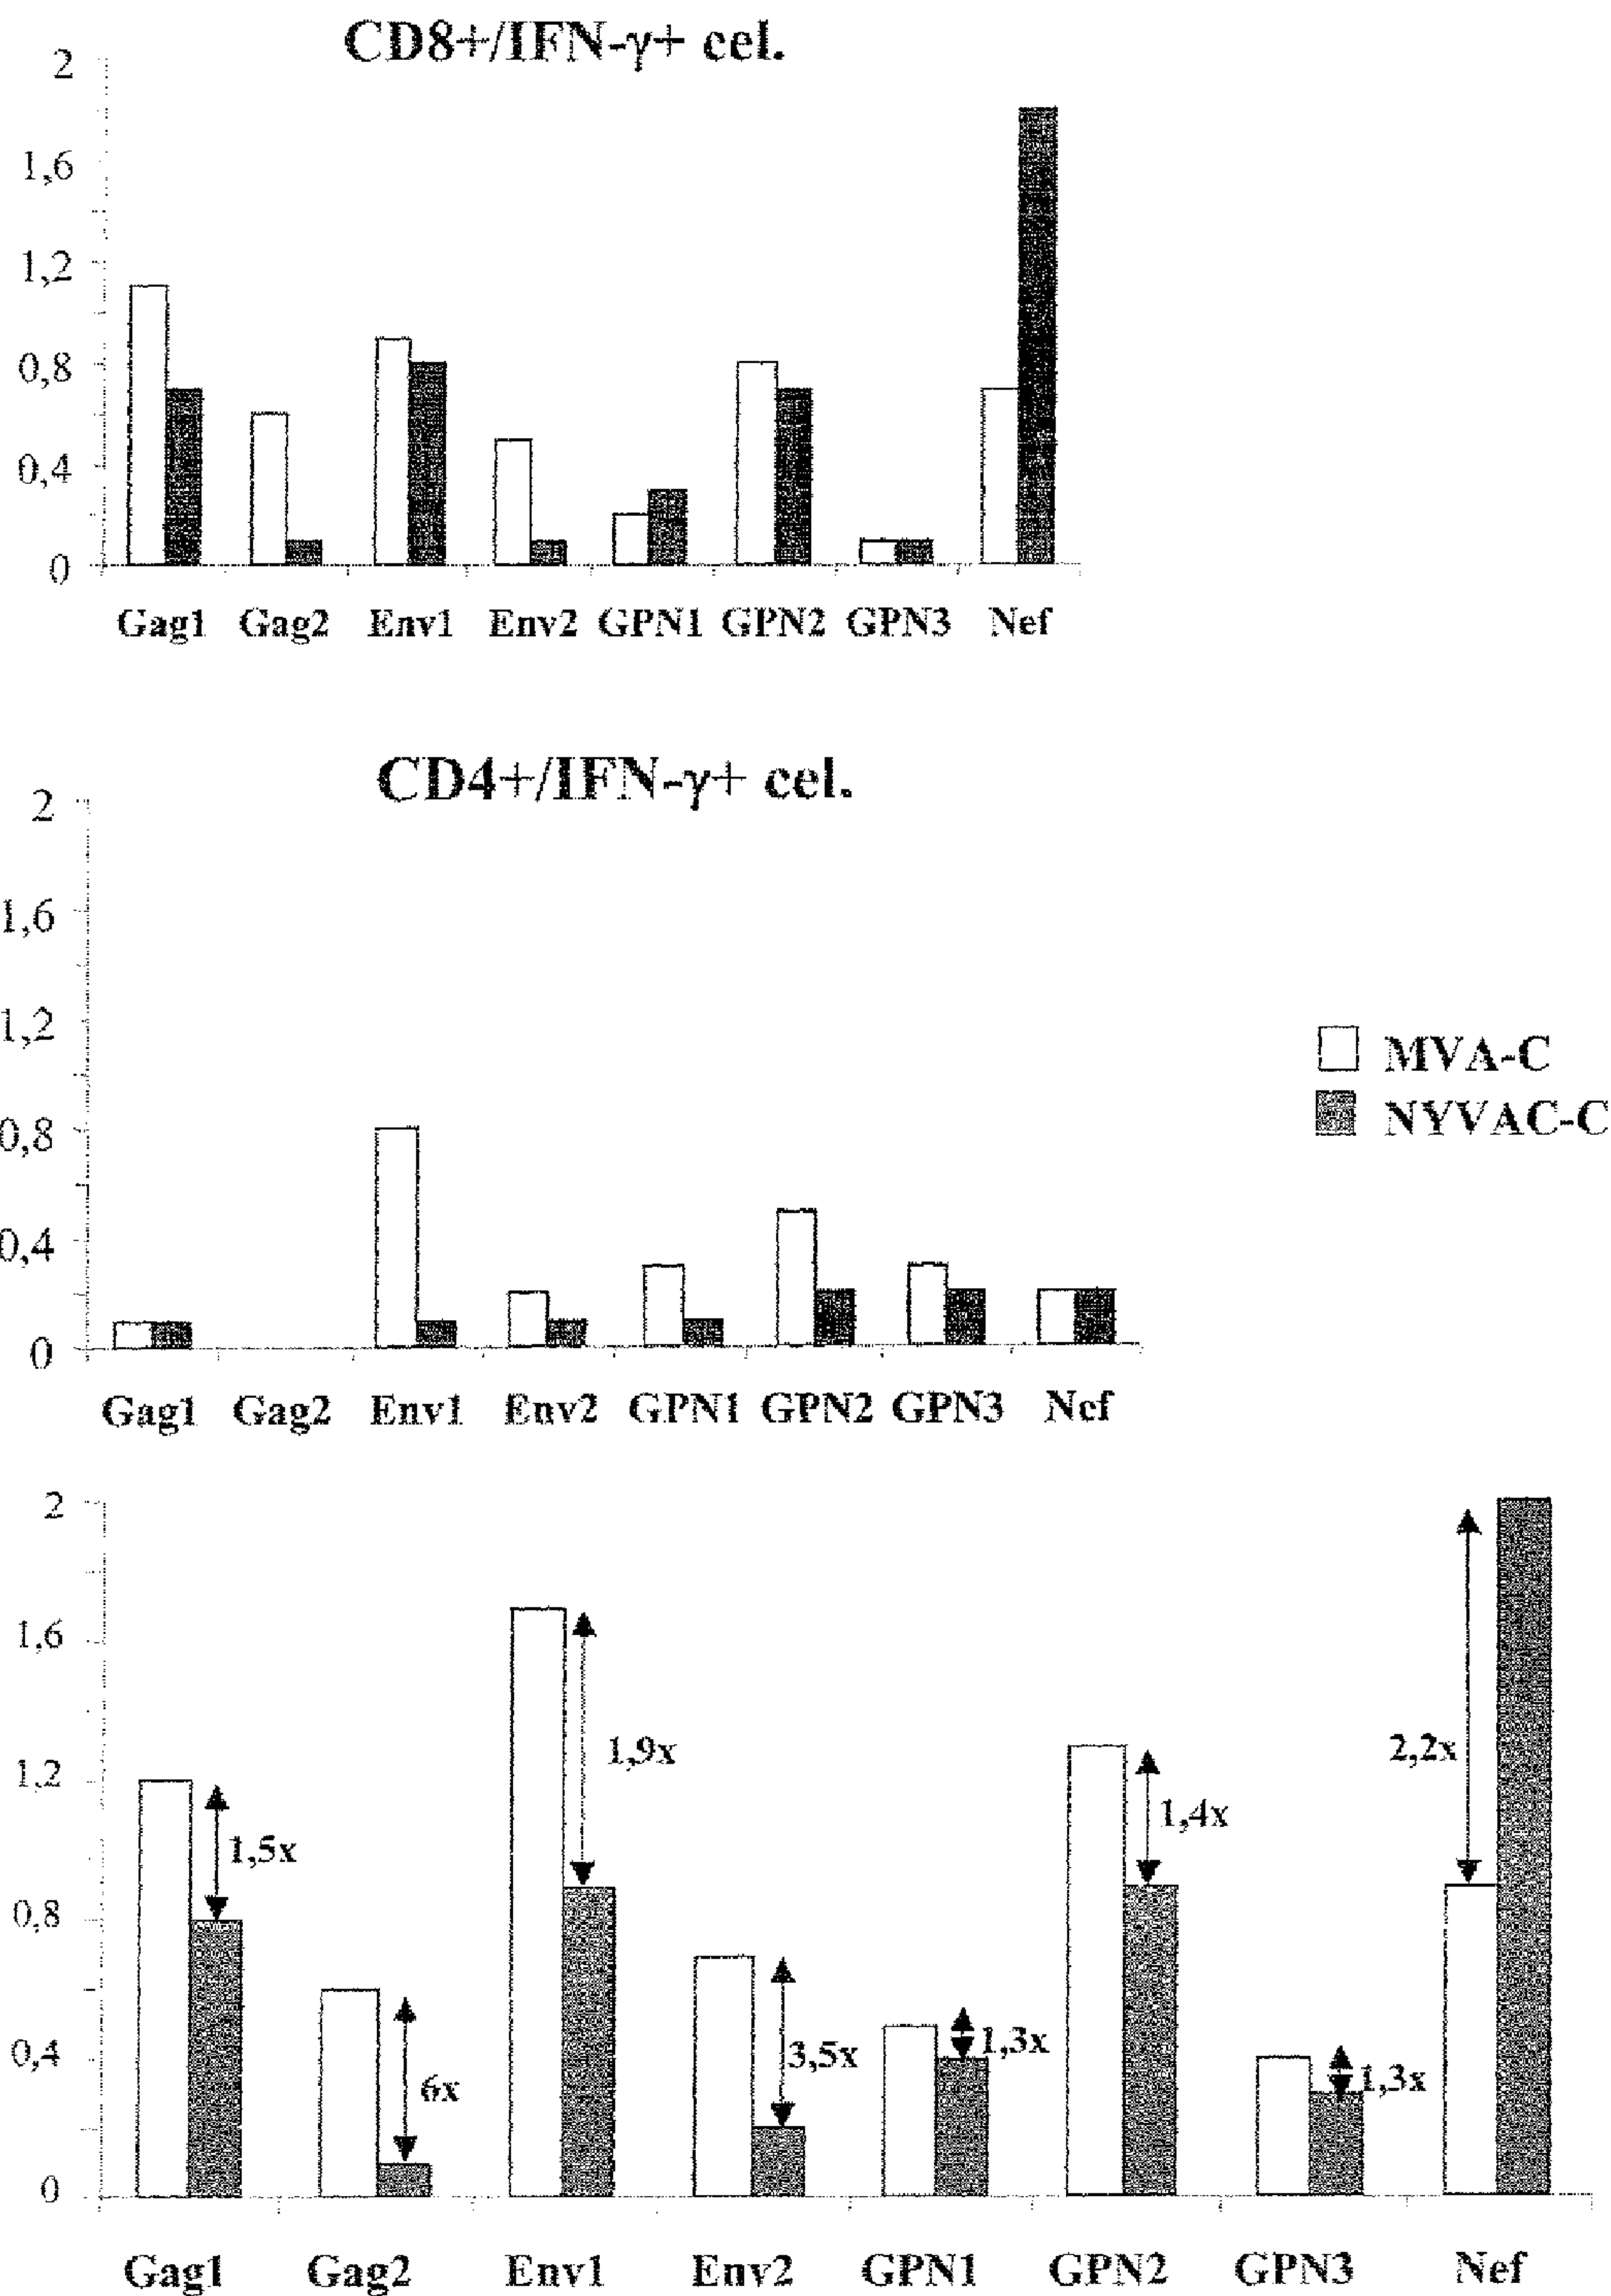 CD8+/IFN-γ+ cel.
2
1,6
1,2
0,8
0,4
0
Gag1 Gag2 Env1 Env2 GPN1 GPN2 GPN3 Nef
CD4+/IFN-γ+ cel.
2
1,6
1,2
0,8
0,4
0
Gag1 Gag2 Env1 Env2 GPN1 GPN2 GPN3 Nef
MVA-C
NYVAC-C
2
1,6
1,2
0,8
0,4
0
1,5x
6x
1,9x
3,5x
1,3x
1,4x
1,3x
2,2x
Gag1 Gag2 Env1 Env2 GPN1 GPN2 GPN3 Nef